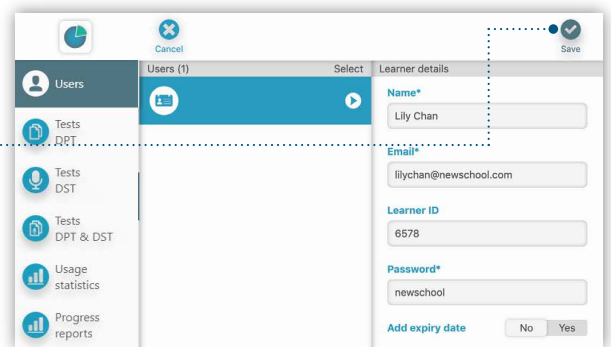 Cancel
Save
Users
Tests
DPT
Tests
DST
Tests
DPT & DST
Usage
statistics
Progress
reports
Users (1) Select
Learner details
Name*
Lily Chan
Email*
lilychan@newschool.com
Learner ID
6578
Password*
newschool
Add expiry date No Yes